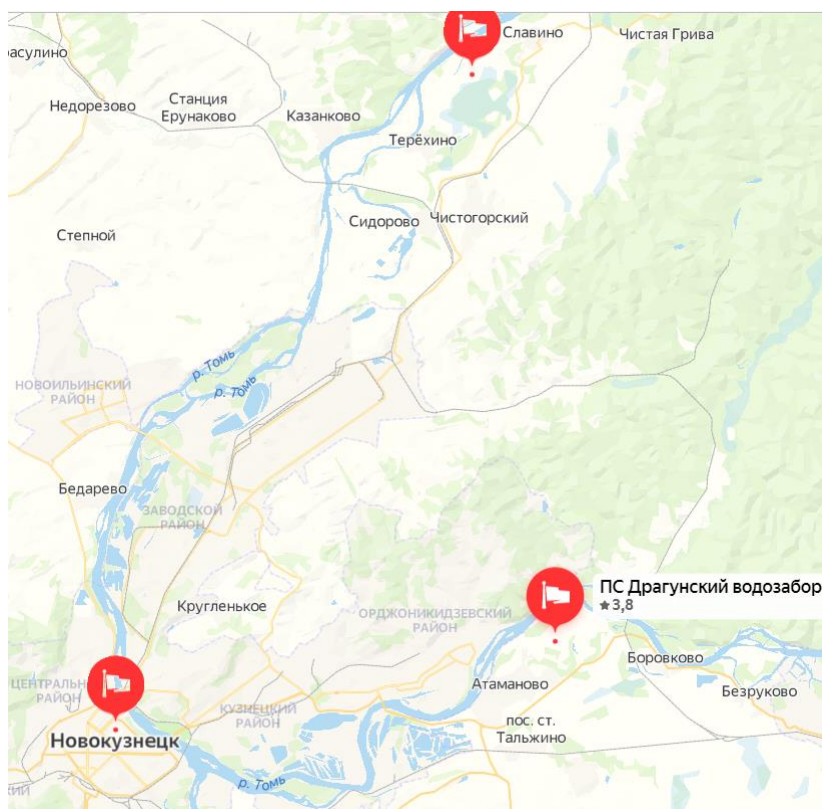 Славино
Чистая Грива
асулино
Недорезово
Станция
Ерунаково
Казанково
Терёхино
Сидорово
Чистогорский
Степной
р. Томь
р. Томь
НОВОИЛЬИНСКИЙ
РАЙОН
Бедарево
ЗАВОДСКОЙ
РАЙОН
ПС Драгунский водозабор
3,8
Кругленькое
ОРДЖОНИКИДЗЕВСКИЙ
РАЙОН
Боровково
ЦЕНТРАЛЬН
РАЙОН
Атаманово
Безруково
КУЗНЕЦКИЙ
РАЙОН
пос. ст.
Тальжино
Новокузнецк
р. Томь
КИЙ